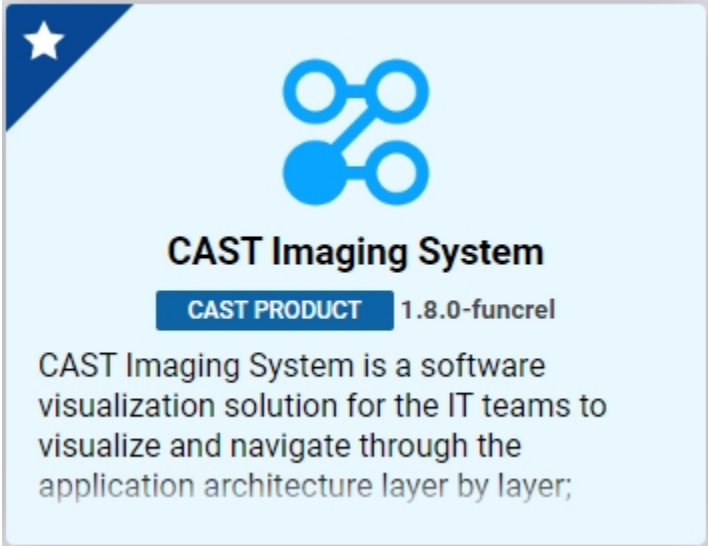 CAST Imaging System
CAST PRODUCT 1.8.0-funcrel
CAST Imaging System is a software
visualization solution for the IT teams to
visualize and navigate through the
application architecture layer by layer;